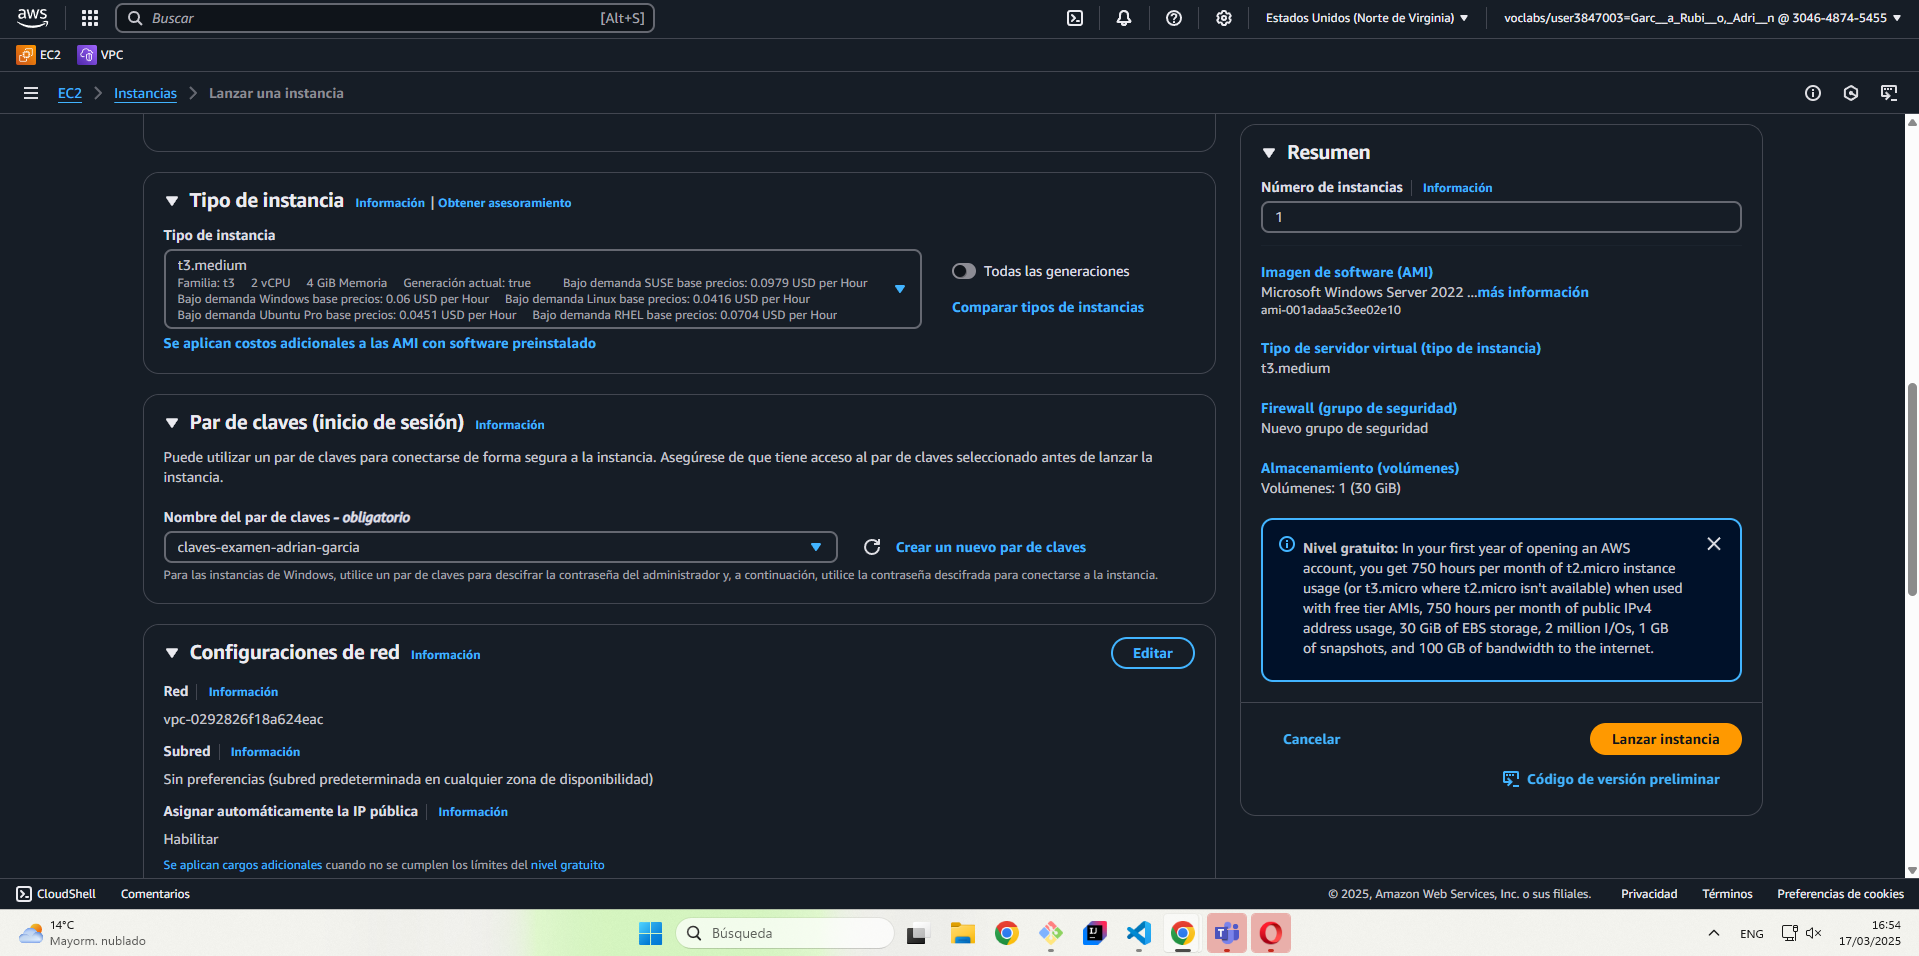 aws
Buscar
[Alt+S]
Estados Unidos (Norte de Virginia)
voclabs/user3847003=Garc__a_Rubi__o,_Adri__n @ 3046-4874-5455
EC2
VPC
EC2
Instancias
Lanzar una instancia
Tipo de instancia
Información | Obtener asesoramiento
Tipo de instancia
t3.medium
Familia: t3 2 vCPU 4 GiB Memoria Generación actual: true Bajo demanda SUSE base precios: 0.0979 USD per Hour
Bajo demanda Windows base precios: 0.06 USD per Hour Bajo demanda Linux base precios: 0.0416 USD per Hour
Bajo demanda Ubuntu Pro base precios: 0.0451 USD per Hour Bajo demanda RHEL base precios: 0.0704 USD per Hour
Todas las generaciones
Comparar tipos de instancias
Se aplican costos adicionales a las AMI con software preinstalado
Par de claves (inicio de sesión)
Información
Puede utilizar un par de claves para conectarse de forma segura a la instancia. Asegúrese de que tiene acceso al par de claves seleccionado antes de lanzar la
instancia.
Nombre del par de claves - obligatorio
claves-examen-adrian-garcia
Crear un nuevo par de claves
Para las instancias de Windows, utilice un par de claves para descifrar la contraseña del administrador y, a continuación, utilice la contraseña descifrada para conectarse a la instancia.
Configuraciones de red
Información
Editar
Red
Información
vpc-0292826f18a624eac
Subred
Información
Sin preferencias (subred predeterminada en cualquier zona de disponibilidad)
Asignar automáticamente la IP pública
Información
Habilitar
Se aplican cargos adicionales cuando no se cumplen los límites del nivel gratuito
Resumen
Número de instancias
Información
1
Imagen de software (AMI)
Microsoft Windows Server 2022 ...más información
ami-001adaa5c3ee02e10
Tipo de servidor virtual (tipo de instancia)
t3.medium
Firewall (grupo de seguridad)
Nuevo grupo de seguridad
Almacenamiento (volúmenes)
Volúmenes: 1 (30 GiB)
Nivel gratuito: In your first year of opening an AWS
account, you get 750 hours per month of t2.micro instance
usage (or t3.micro where t2.micro isn't available) when used
with free tier AMIs, 750 hours per month of public IPv4
address usage, 30 GiB of EBS storage, 2 million I/Os, 1 GB
of snapshots, and 100 GB of bandwidth to the internet.
Cancelar
Lanzar instancia
Código de versión preliminar
CloudShell
Comentarios
© 2025, Amazon Web Services, Inc. o sus filiales.
Privacidad
Términos
Preferencias de cookies
14°C
Mayorm. nublado
Búsqueda
ENG
16:54
17/03/2025